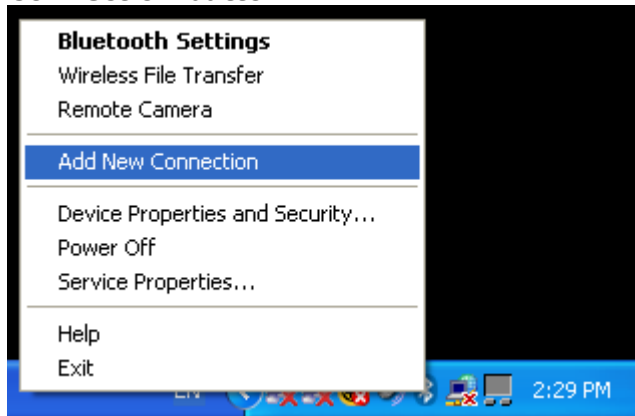 Bluetooth Settings
Wireless File Transfer
Remote Camera
Add New Connection
Device Properties and Security...
Power Off
Service Properties...
Help
Exit
2:29 PM